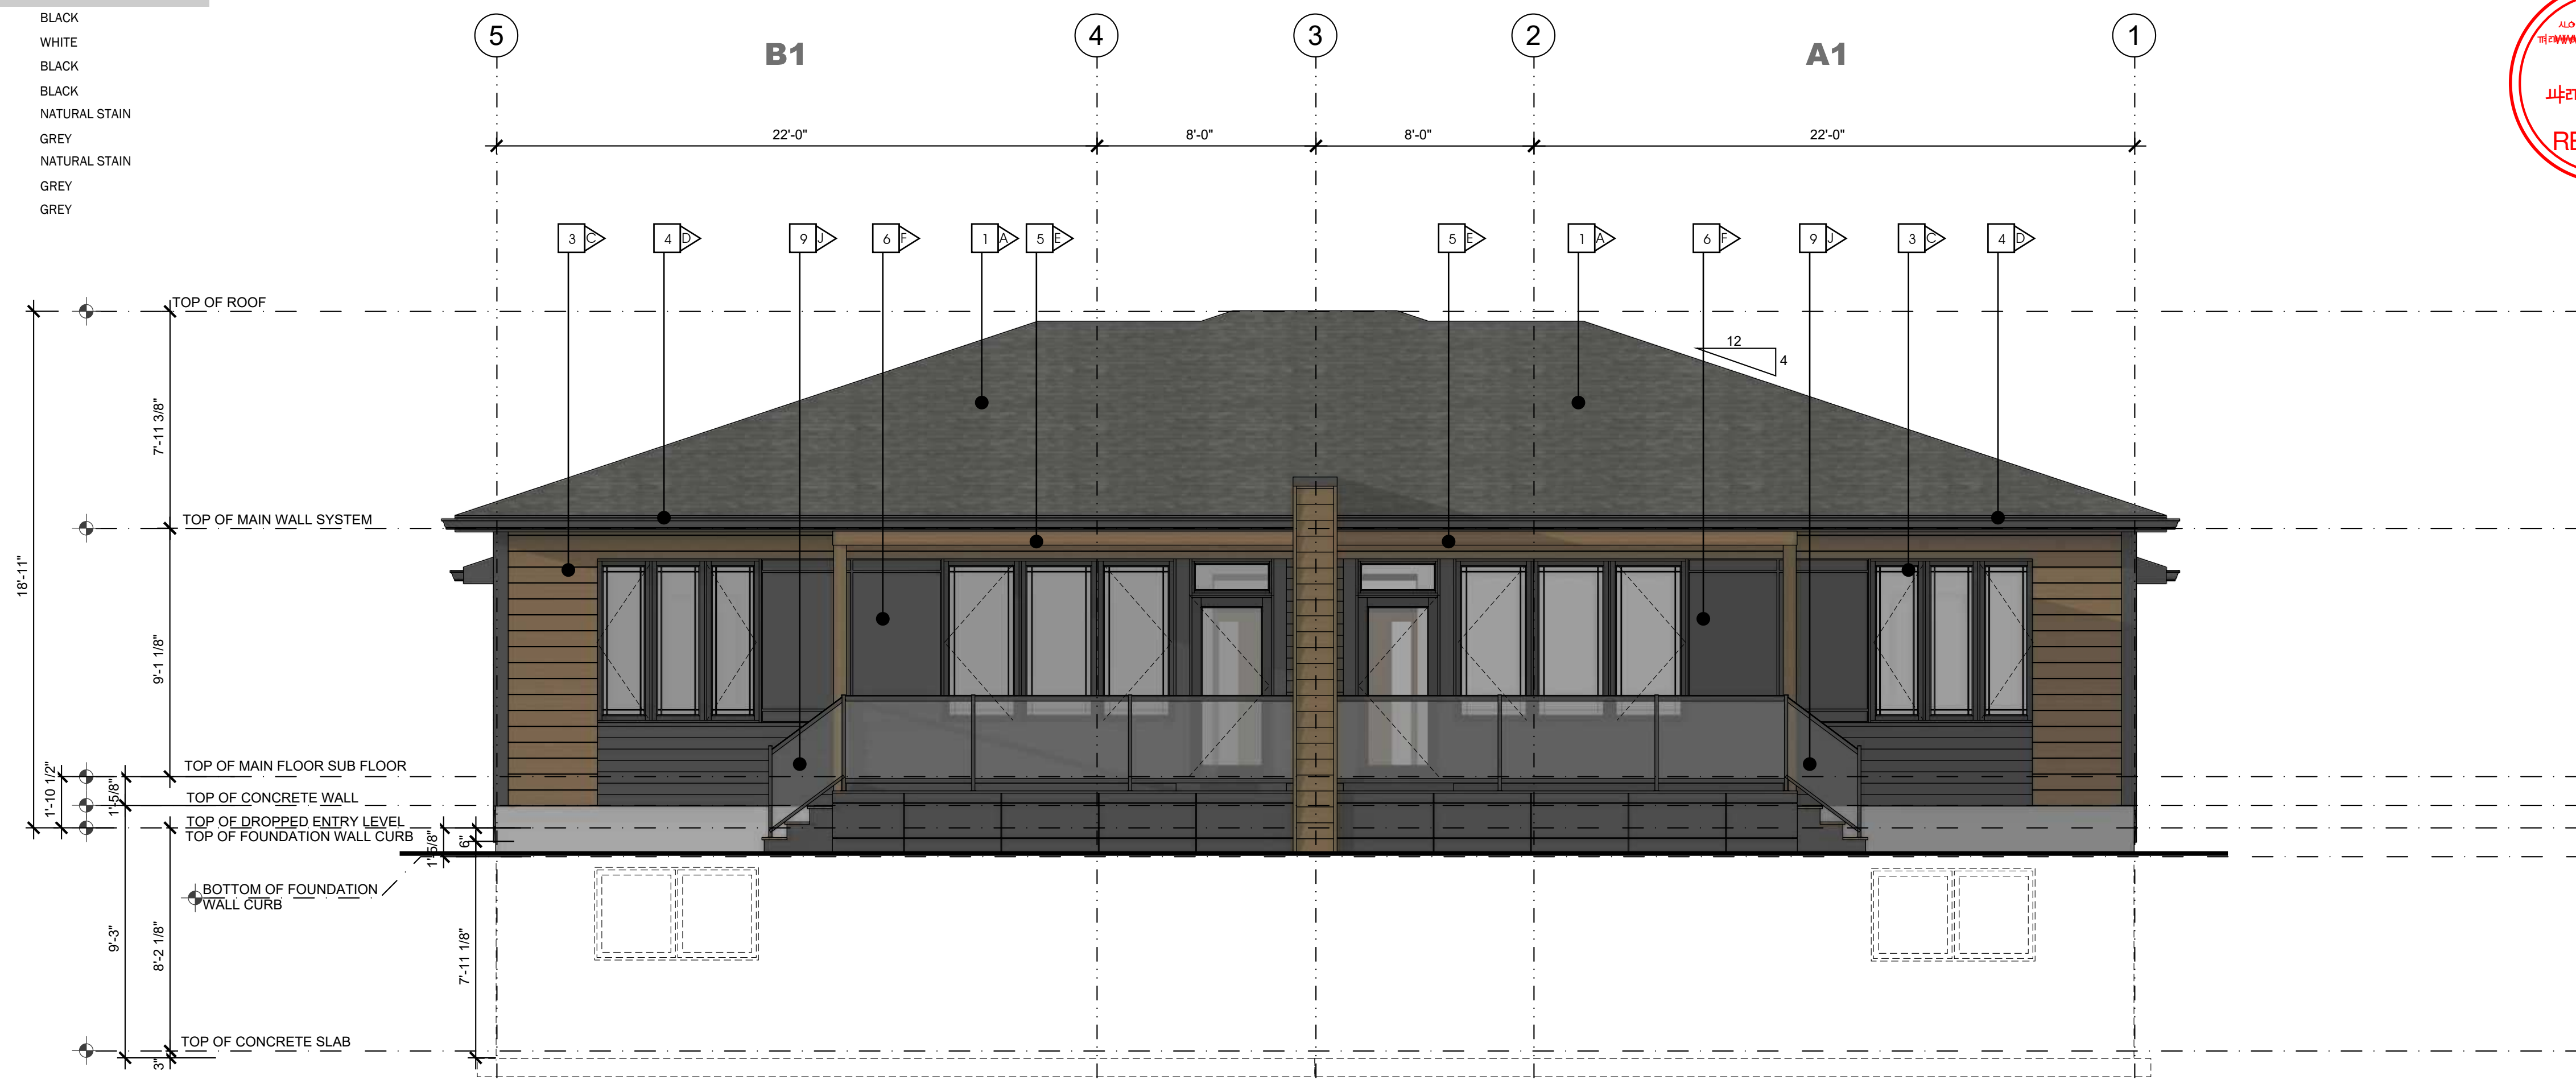 BLACK
WHITE
BLACK
BLACK
NATURAL STAIN
GREY
NATURAL STAIN
GREY
GREY
5
B1
4
3
2
A1
1
22'-0"
8'-0"
8'-0"
22'-0"
3 C
4 D
9 J
6 F
1 A
5 E
5 E
1 A
6 F
9 J
3 C
4 D
TOP OF ROOF
12
4
7'-11 3/8"
TOP OF MAIN WALL SYSTEM
18'-11"
9'-1 1/8"
TOP OF MAIN FLOOR SUB FLOOR
1'-10 1/2"
1'-5/8"
TOP OF CONCRETE WALL
TOP OF DROPPED ENTRY LEVEL
TOP OF FOUNDATION WALL CURB
1'-5/8"
6"
BOTTOM OF FOUNDATION
WALL CURB
9'-3"
8'-2 1/8"
7'-11 1/8"
TOP OF CONCRETE SLAB
3"